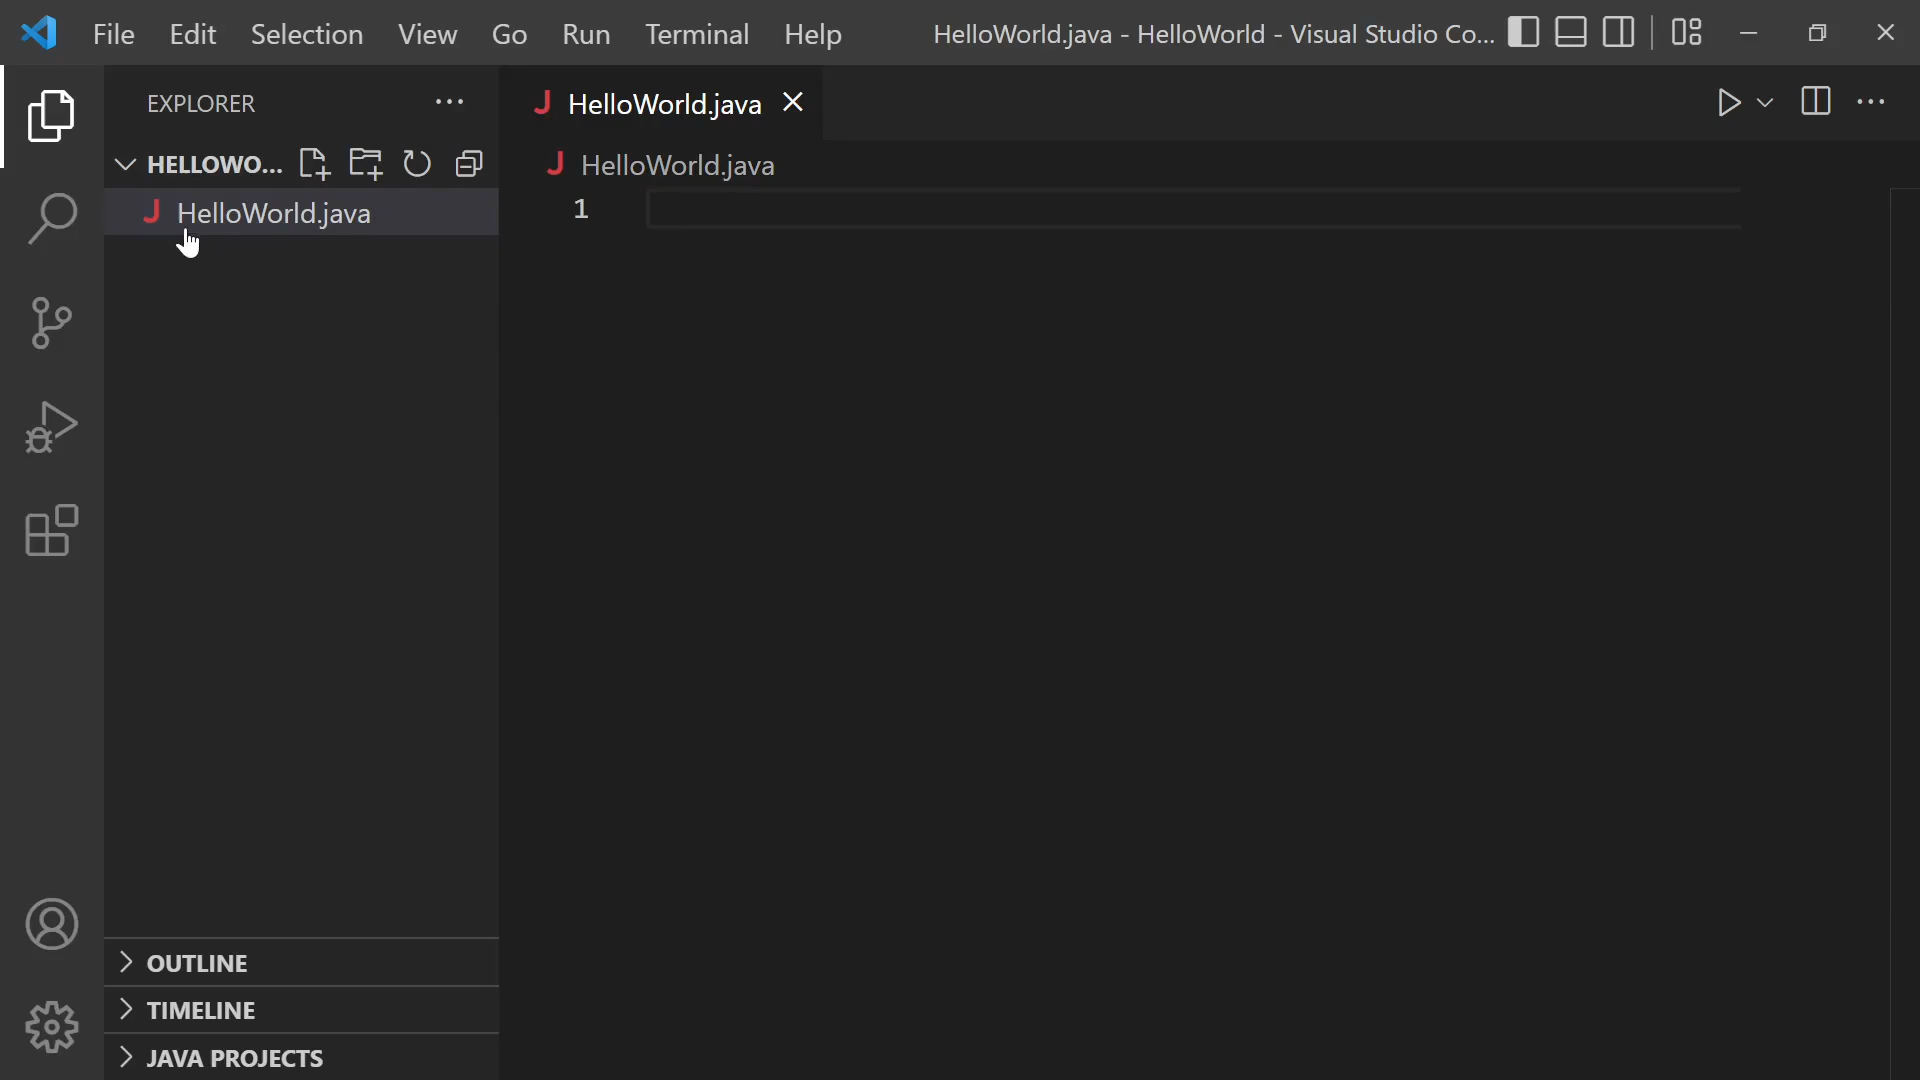 File Edit Selection View Go Run Terminal Help HelloWorld.java - HelloWorld - Visual Studio Co...
EXPLORER
HelloWorld.java
HELLOWO...
HelloWorld.java
HelloWorld.java
1
OUTLINE
TIMELINE
JAVA PROJECTS